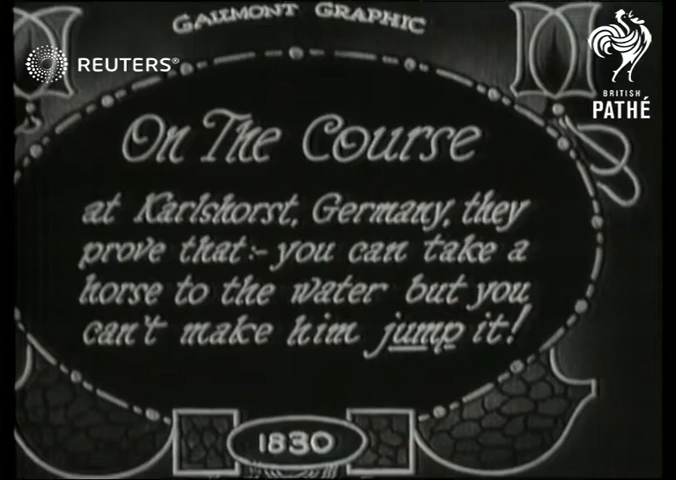 GAUMONT GRAPHIC
REUTERS®
BRITISH
PATHÉ
On The Course
at Karlshorst, Germany, they
prove that:- you can take a
horse to the water but you
can't make him jump it!
1830